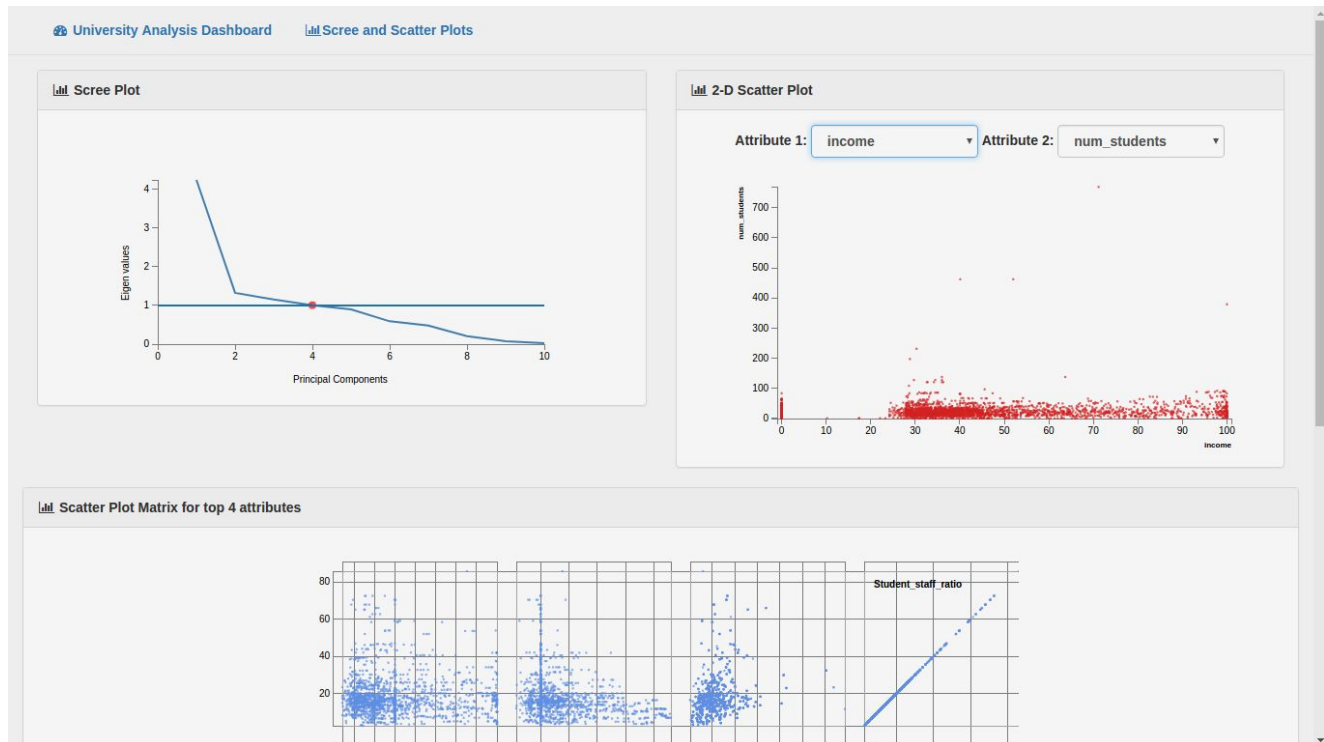 University Analysis Dashboard
Scree and Scatter Plots
Scree Plot
4
3
2
1
0
Eigen values
0 2 4 6 8 10
Principal Components
2-D Scatter Plot
Attribute 1: income Attribute 2: num_students
num_students
700
600
500
400
300
200
100
0
0 10 20 30 40 50 60 70 80 90 100
income
Scatter Plot Matrix for top 4 attributes
80
60
40
20
Student_staff_ratio